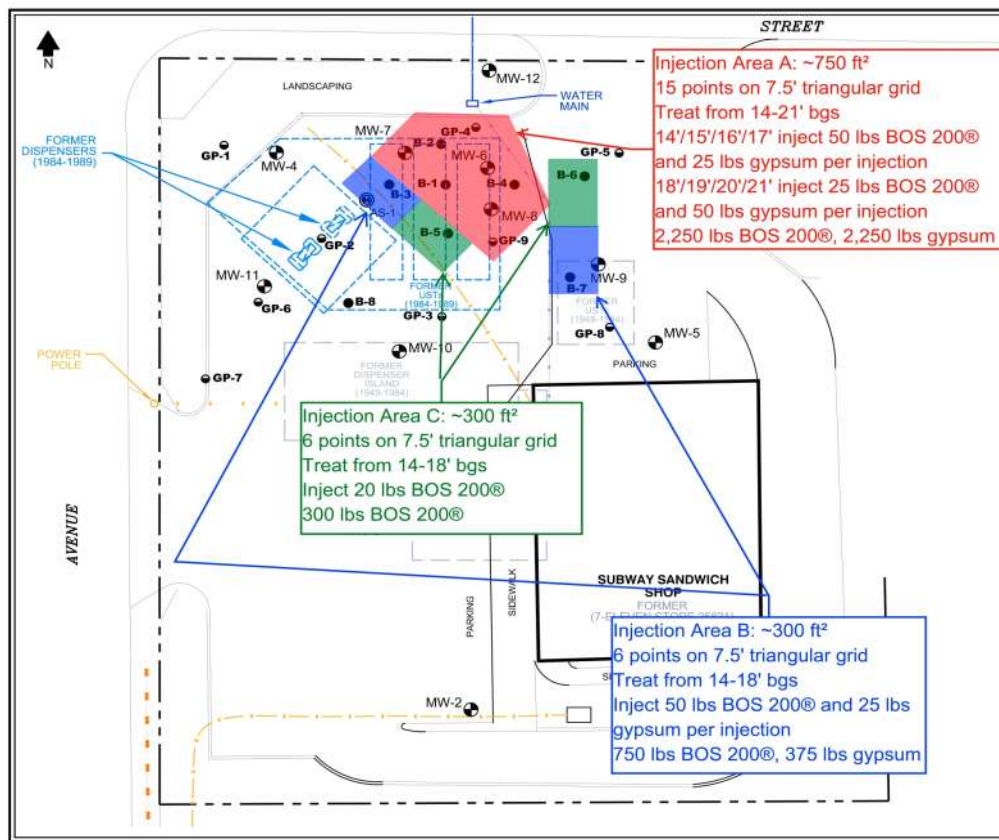 STREET
N
LANDSCAPING
MW-12
WATER
MAIN
Injection Area A: ~750 ft²
15 points on 7.5' triangular grid
Treat from 14-21' bgs
14'/15'/16'/17' inject 50 lbs BOS 200®
and 25 lbs gypsum per injection
18'/19'/20'/21' inject 25 lbs BOS 200®
and 50 lbs gypsum per injection
2,250 lbs BOS 200®, 2,250 lbs gypsum
FORMER
DISPENSERS
(1984-1989)
GP-1
MW-4
MW-7
B-2
GP-4
MW-6
GP-5
B-3
B-1
B-4
B-6
AS-1
MW-8
GP-2
B-5
GP-9
MW-11
GP-6
B-8
FORMER
(1984-1989)
GP-3
MW-9
B-7
FORMER
GP-8
MW-5
PARKING
POWER
POLE
GP-7
MW-10
FORMER
DISPENSER
ISLAND
(1949-1984)
Injection Area C: ~300 ft²
6 points on 7.5' triangular grid
Treat from 14-18' bgs
Inject 20 lbs BOS 200®
300 lbs BOS 200®
AVENUE
PARKING
SIDEWALK
SUBWAY SANDWICH
SHOP
FORMER
Injection Area B: ~300 ft²
6 points on 7.5' triangular grid
Treat from 14-18' bgs
Inject 50 lbs BOS 200® and 25 lbs
gypsum per injection
750 lbs BOS 200®, 375 lbs gypsum
MW-2